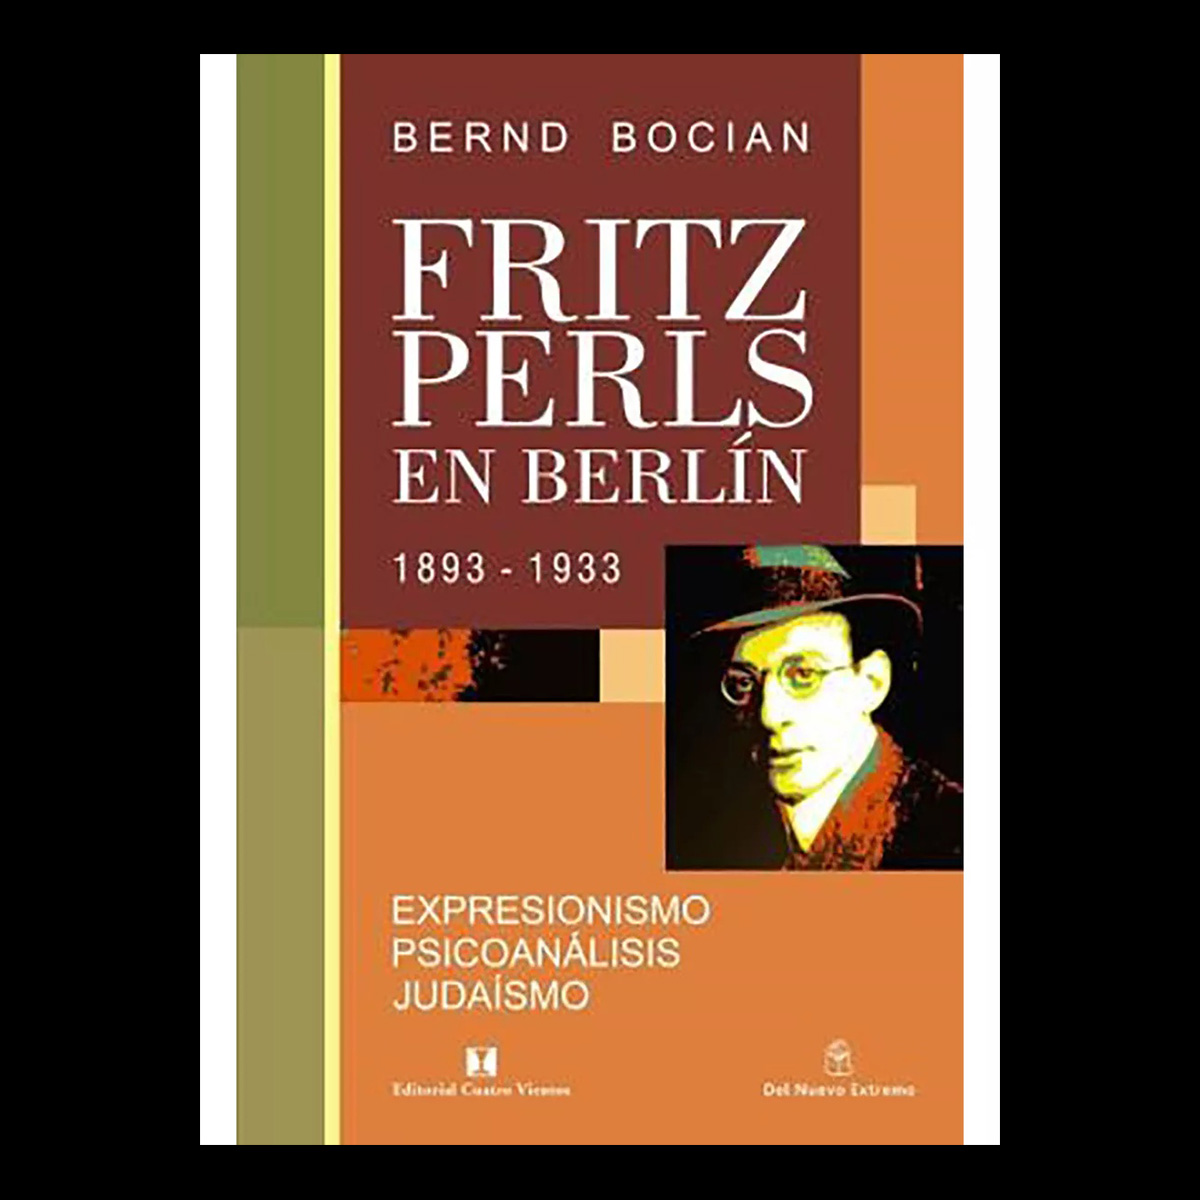 BERND BOCIAN
FRITZ
PERLS
EN BERLÍN
1893 - 1933
EXPRESIONISMO
PSICOANÁLISIS
JUDAÍSMO
Editorial Cuatro Vientos
Del Nuevo Extremo